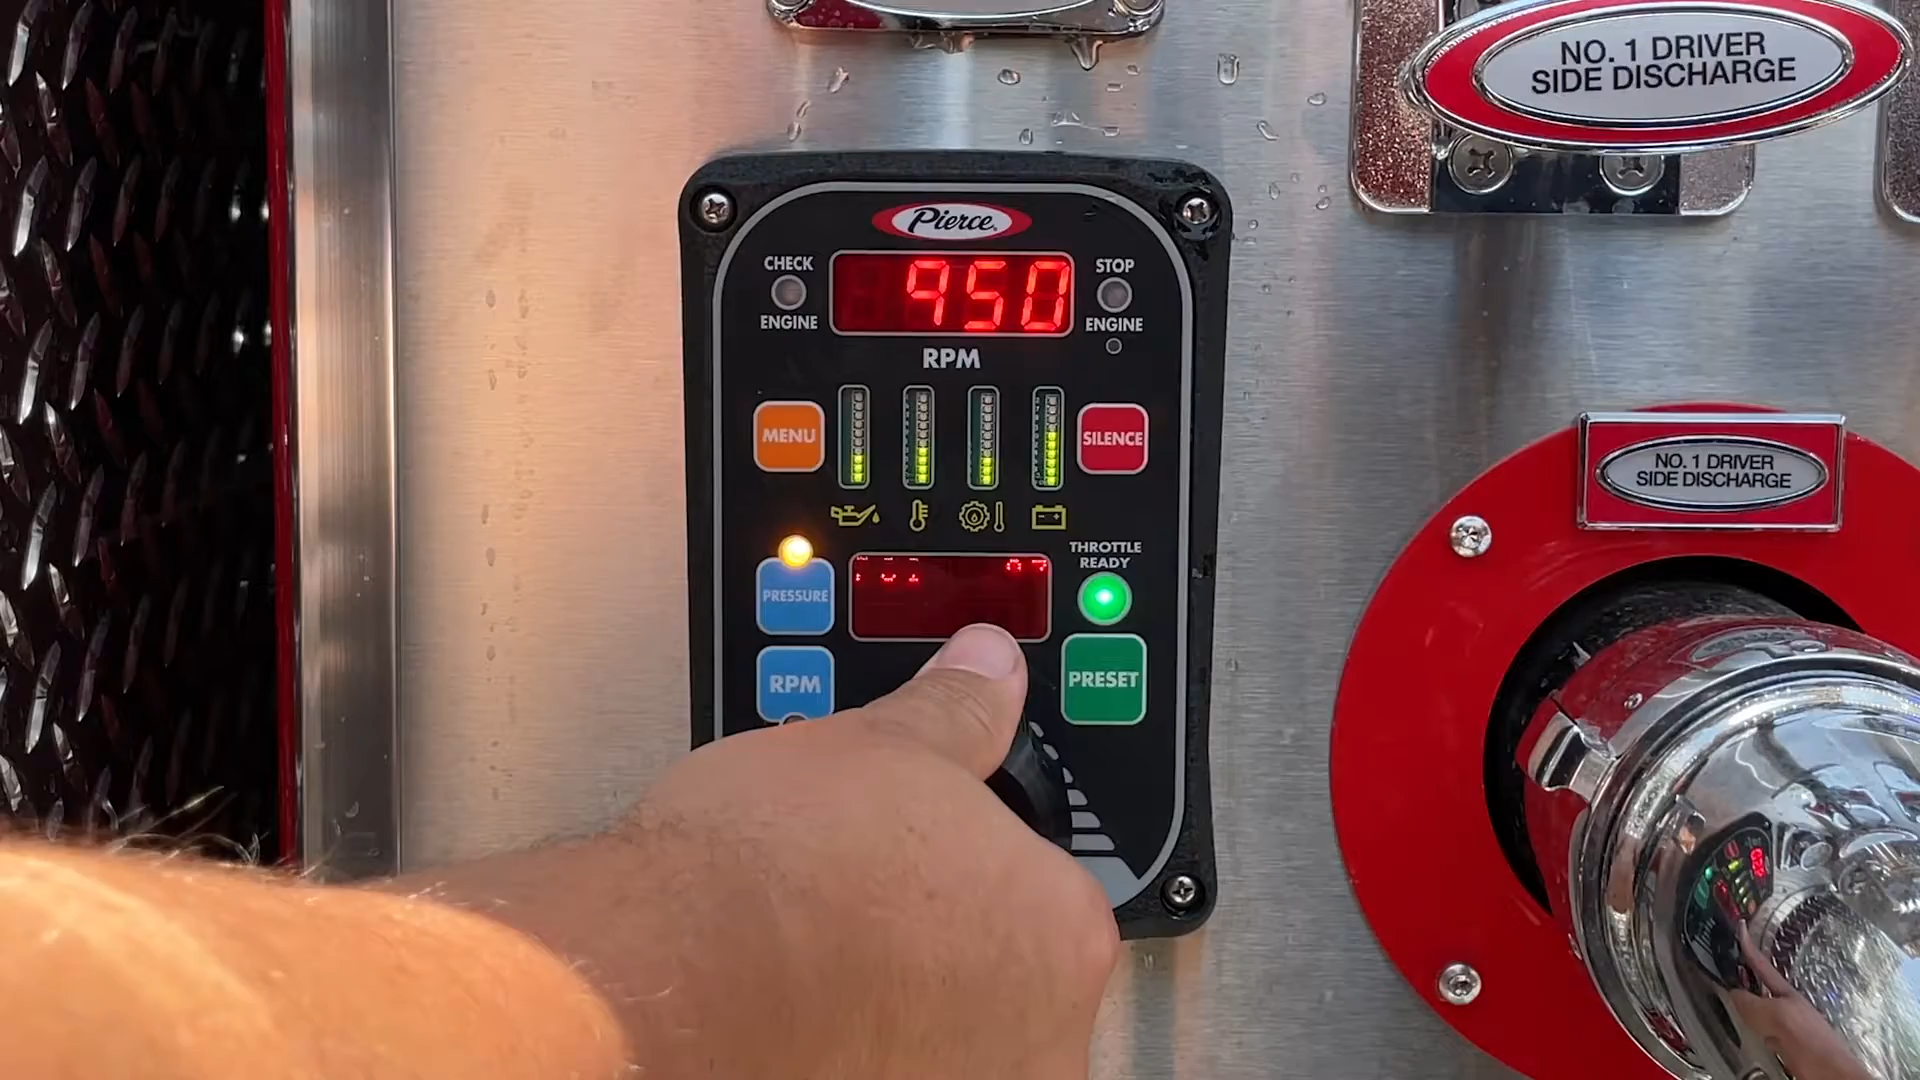 NO. 1 DRIVER
SIDE DISCHARGE
Pierce
CHECK
ENGINE
950
STOP
ENGINE
RPM
MENU
SILENCE
NO. 1 DRIVER
SIDE DISCHARGE
THROTTLE
READY
PRESSURE
RPM
PRESET